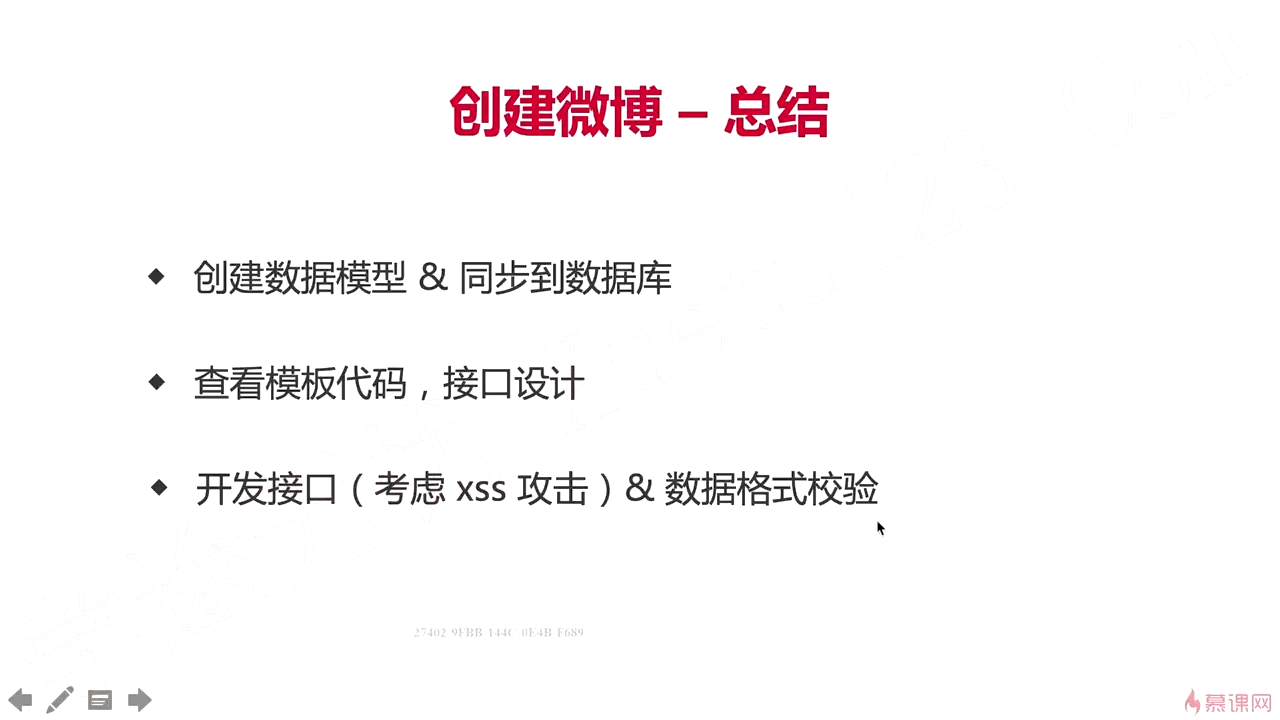 创建微博 – 总结
◆ 创建数据模型 & 同步到数据库
◆ 查看模板代码，接口设计
◆ 开发接口（考虑 xss 攻击）& 数据格式校验
慕课网